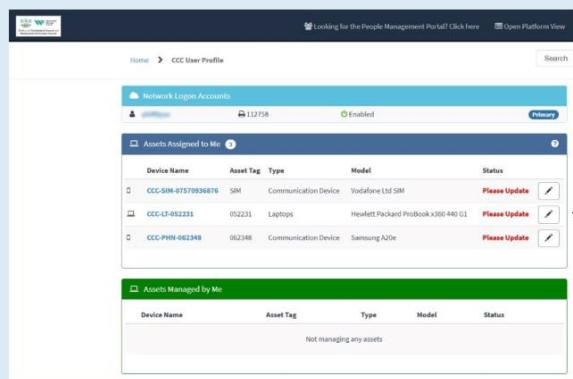 Looking for the People Management Portal? Click here
Open Platform View
Home
CCC User Profile
Search
Network Logon Accounts
112758 Enabled Primary
Assets Assigned to Me 3
Device Name Asset Tag Type Model Status
CCC-SIM-07570936876 SIM Communication Device Vodafone Ltd SIM Please Update
CCC-LT-052231 052231 Laptops Hewlett Packard ProBook x360 440 G1 Please Update
CCC-PHN-062348 062348 Communication Device Samsung A20e Please Update
Assets Managed by Me
Device Name Asset Tag Type Model Status
Not managing any assets